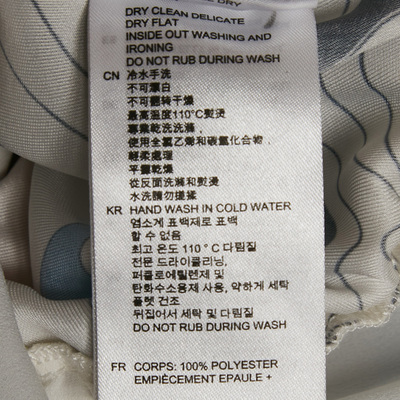 DRY
DRY CLEAN DELICATE
DRY FLAT
INSIDE OUT WASHING AND
IRONING
DO NOT RUB DURING WASH
CN 冷水手洗
不可漂白
不可翻转干燥
最高溫度110°C熨燙
專業乾洗洗滌,
使用全氯乙烯和碳氫化合物,
輕柔處理
平鋪乾燥
從反面洗滌和熨燙
水洗請勿搓揉
KR HAND WASH IN COLD WATER
염소계 표백제로 표백
할 수 없음
최고 온도 110 ° C 다림질
전문 드라이클리닝,
퍼클로에틸렌제 및
탄화수소용제 사용, 약하게 세탁
플랫 건조
뒤집어서 세탁 및 다림질
DO NOT RUB DURING WASH
FR CORPS: 100% POLYESTER
EMPIÈCEMENT EPAULE +